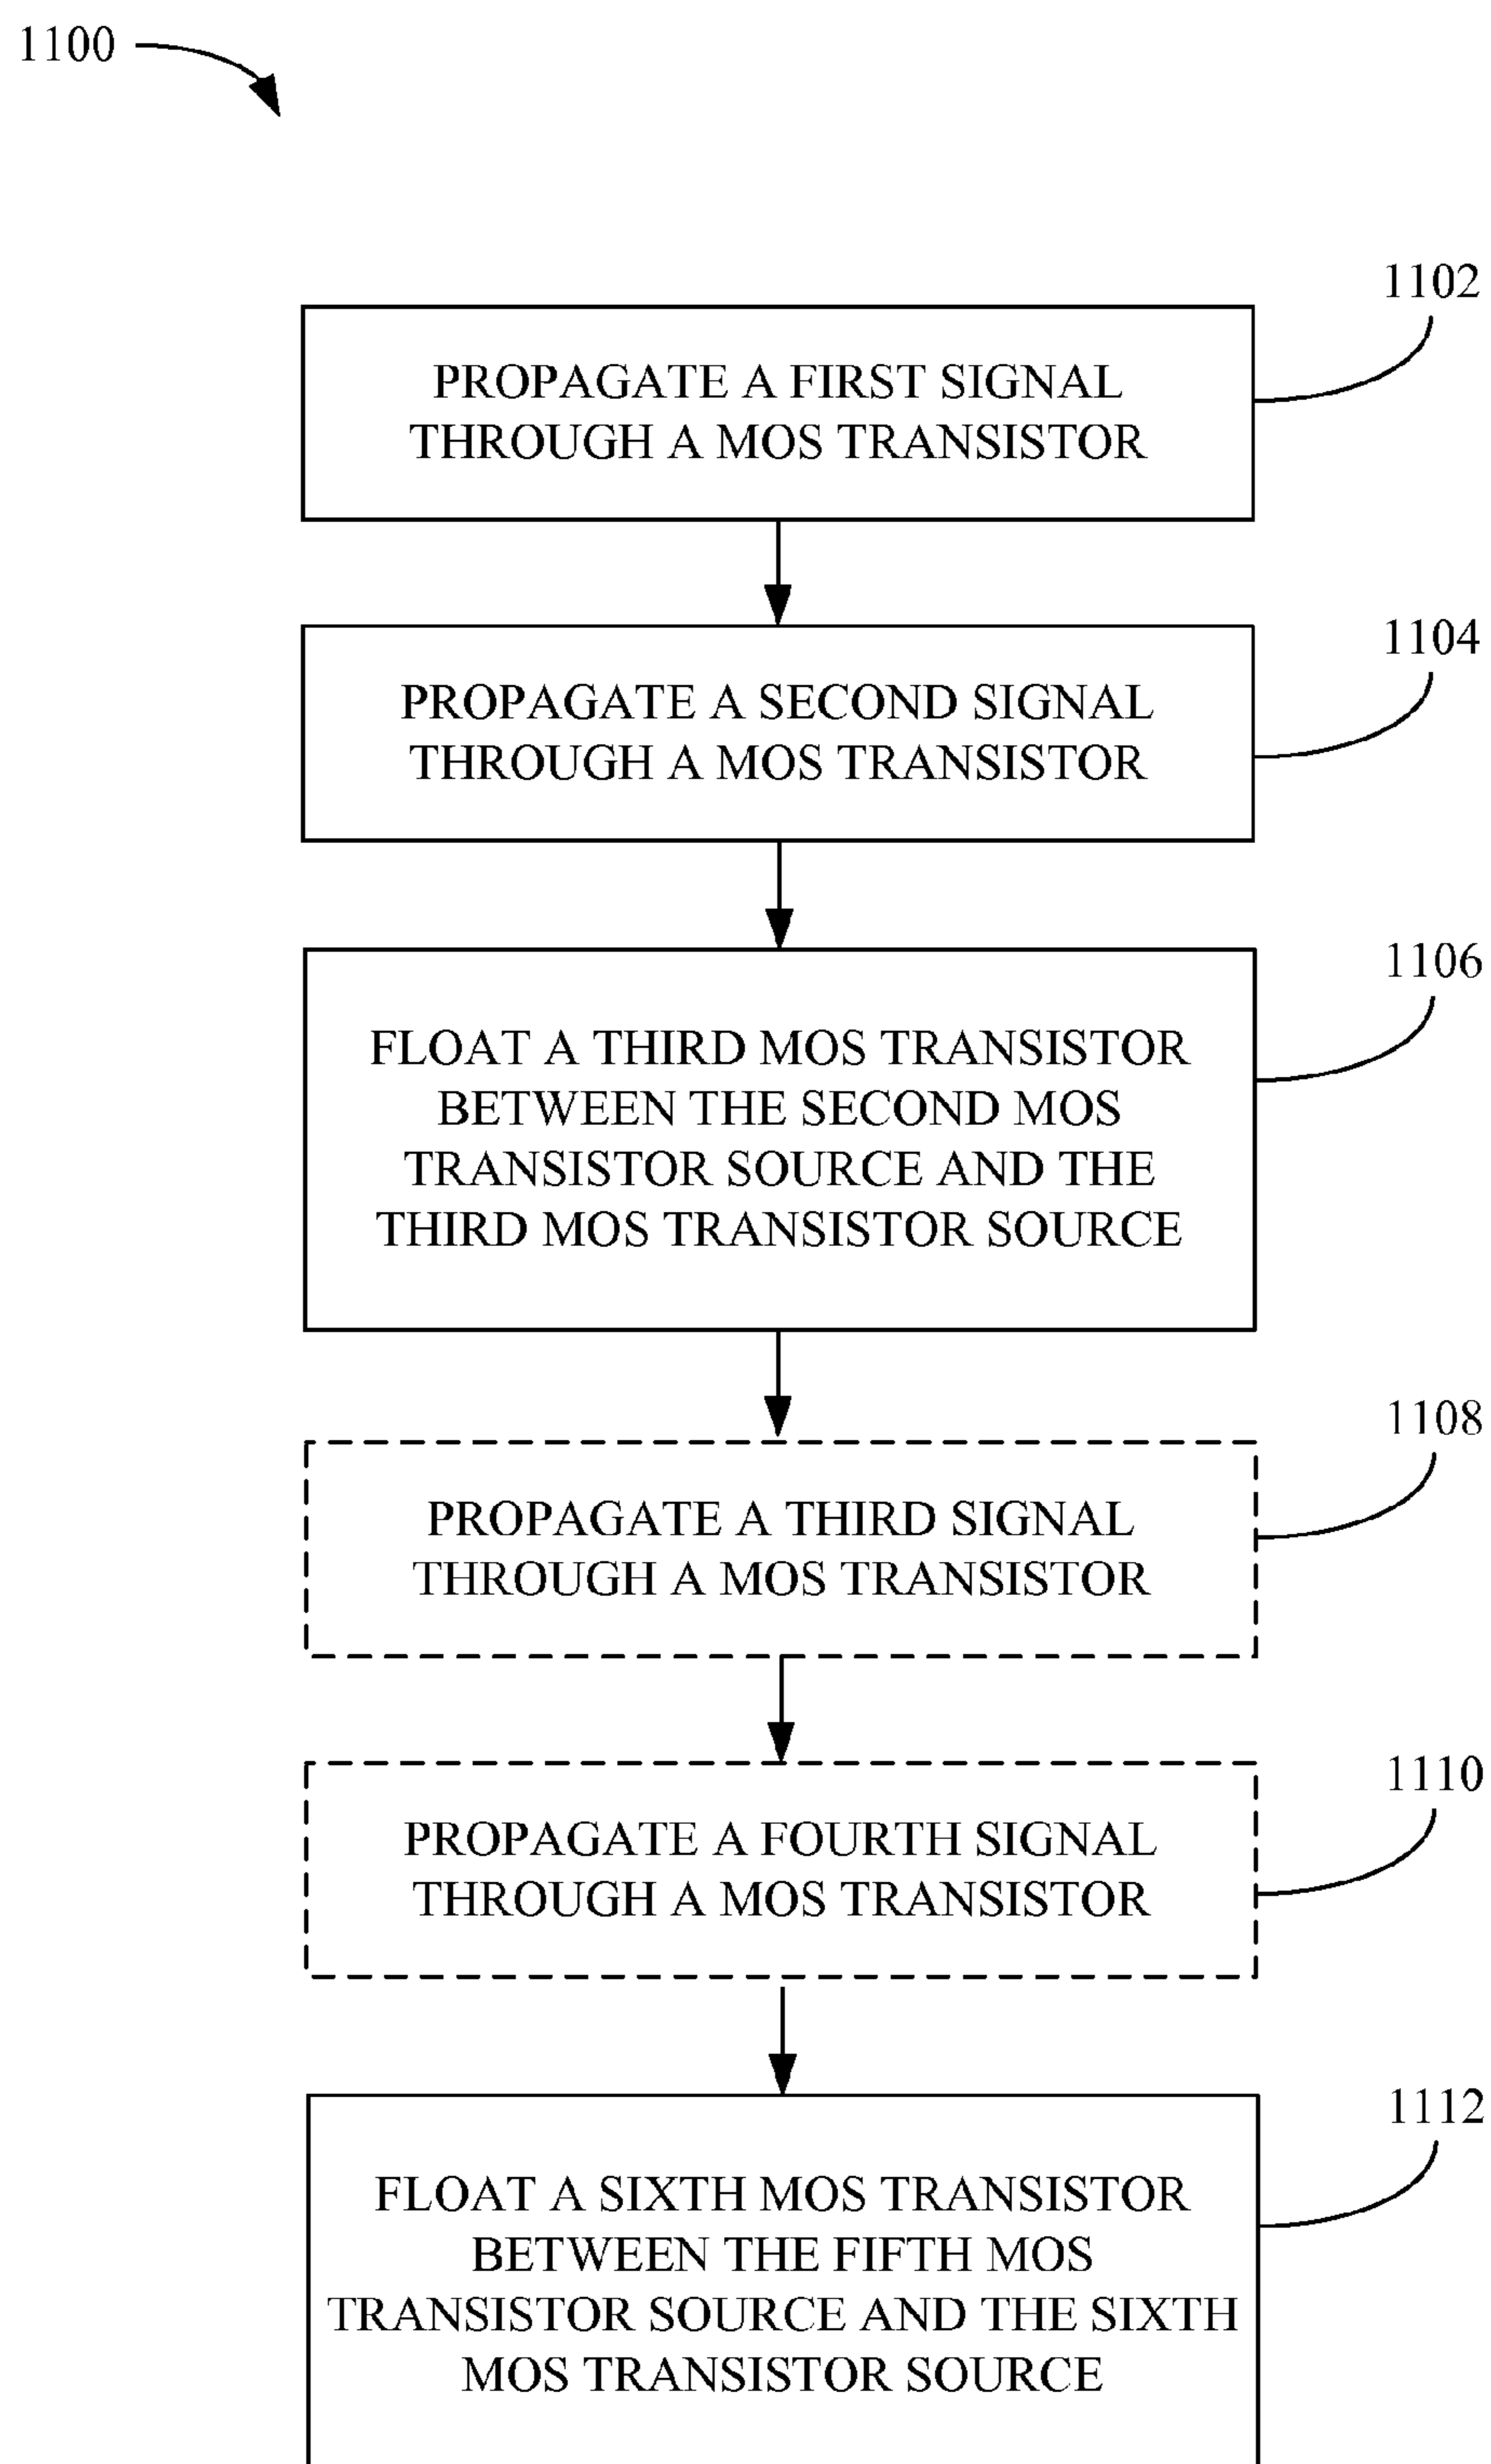 1100
1102
PROPAGATE A FIRST SIGNAL
THROUGH A MOS TRANSISTOR
1104
PROPAGATE A SECOND SIGNAL
THROUGH A MOS TRANSISTOR
1106
FLOAT A THIRD MOS TRANSISTOR
BETWEEN THE SECOND MOS
TRANSISTOR SOURCE AND THE
THIRD MOS TRANSISTOR SOURCE
1108
PROPAGATE A THIRD SIGNAL
THROUGH A MOS TRANSISTOR
1110
PROPAGATE A FOURTH SIGNAL
THROUGH A MOS TRANSISTOR
1112
FLOAT A SIXTH MOS TRANSISTOR
BETWEEN THE FIFTH MOS
TRANSISTOR SOURCE AND THE SIXTH
MOS TRANSISTOR SOURCE